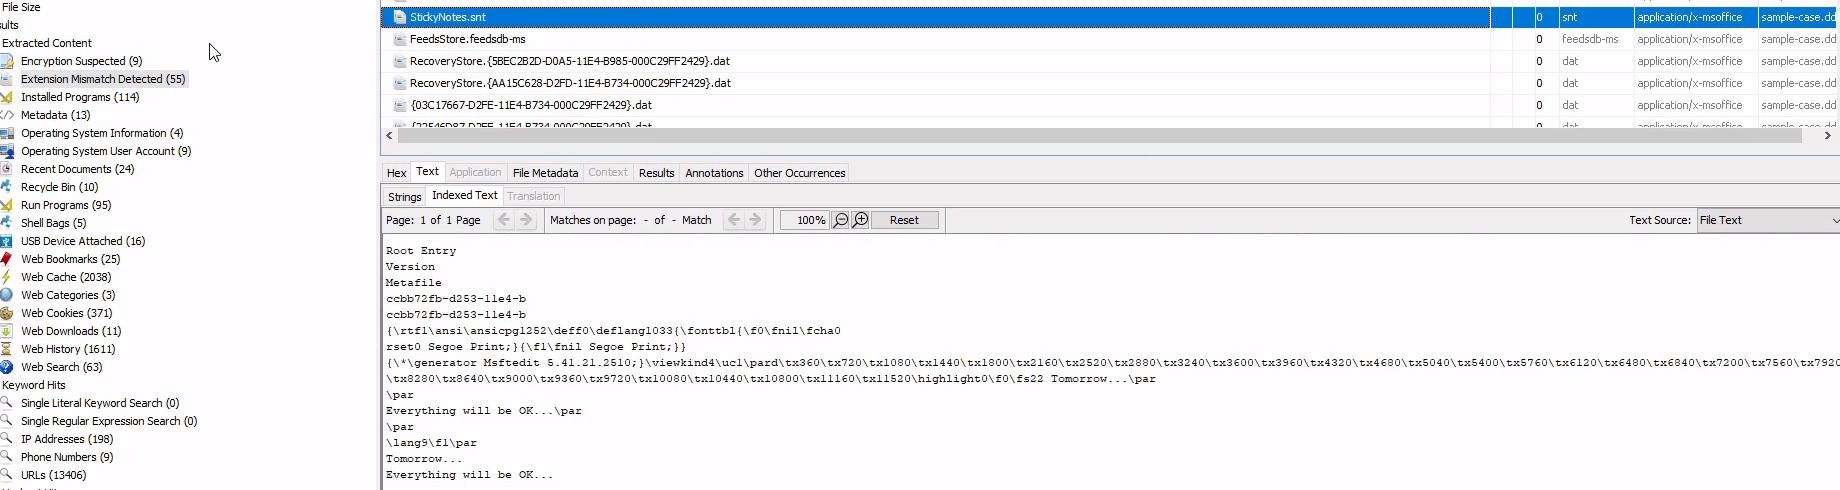 File Size
sults
Extracted Content
Encryption Suspected (9)
Extension Mismatch Detected (55)
Installed Programs (114)
Metadata (13)
Operating System Information (4)
Operating System User Account (9)
Recent Documents (24)
Recycle Bin (10)
Run Programs (95)
Shell Bags (5)
USB Device Attached (16)
Web Bookmarks (25)
Web Cache (2038)
Web Categories (3)
Web Cookies (371)
Web Downloads (11)
Web History (1611)
Web Search (63)
Keyword Hits
Single Literal Keyword Search (0)
Single Regular Expression Search (0)
IP Addresses (198)
Phone Numbers (9)
URLs (13406)
StickyNotes.snt 0 snt application/x-msoffice sample-case.dd
FeedsStore.feedsdb-ms 0 feedsdb-ms application/x-msoffice sample-case.dd
RecoveryStore.{5BEC2B2D-D0A5-11E4-B985-000C29FF2429}.dat 0 dat application/x-msoffice sample-case.dd
RecoveryStore.{AA15C628-D2FD-11E4-B734-000C29FF2429}.dat 0 dat application/x-msoffice sample-case.dd
{03C17667-D2FE-11E4-B734-000C29FF2429}.dat 0 dat application/x-msoffice sample-case.dd
0 dat application/x-msoffice sample-case.dd
Hex Text Application File Metadata Context Results Annotations Other Occurrences
Strings Indexed Text Translation
Page: 1 of 1 Page Matches on page: - of - Match 100% Reset Text Source: File Text
Root Entry
Version
Metafile
ccbb72fb-d253-11e4-b
ccbb72fb-d253-11e4-b
{\rtf1\ansi\ansicpg1252\deff0\deflang1033{\fonttbl{\f0\fnil\fcha0
rset0 Segoe Print;}{\f1\fnil Segoe Print;}}
{\*\generator Msftedit 5.41.21.2510;}\viewkind4\uc1\pard\tx360\tx720\tx1080\tx1440\tx1800\tx2160\tx2520\tx2880\tx3240\tx3600\tx3960\tx4320\tx4680\tx5040\tx5400\tx5760\tx6120\tx6480\tx6840\tx7200\tx7560\tx7920
\tx8280\tx8640\tx9000\tx9360\tx9720\tx10080\tx10440\tx10800\tx11160\tx11520\highlight0\f0\fs22 Tomorrow...\par
\par
Everything will be OK...\par
\par
\lang9\f1\par
Tomorrow...
Everything will be OK...